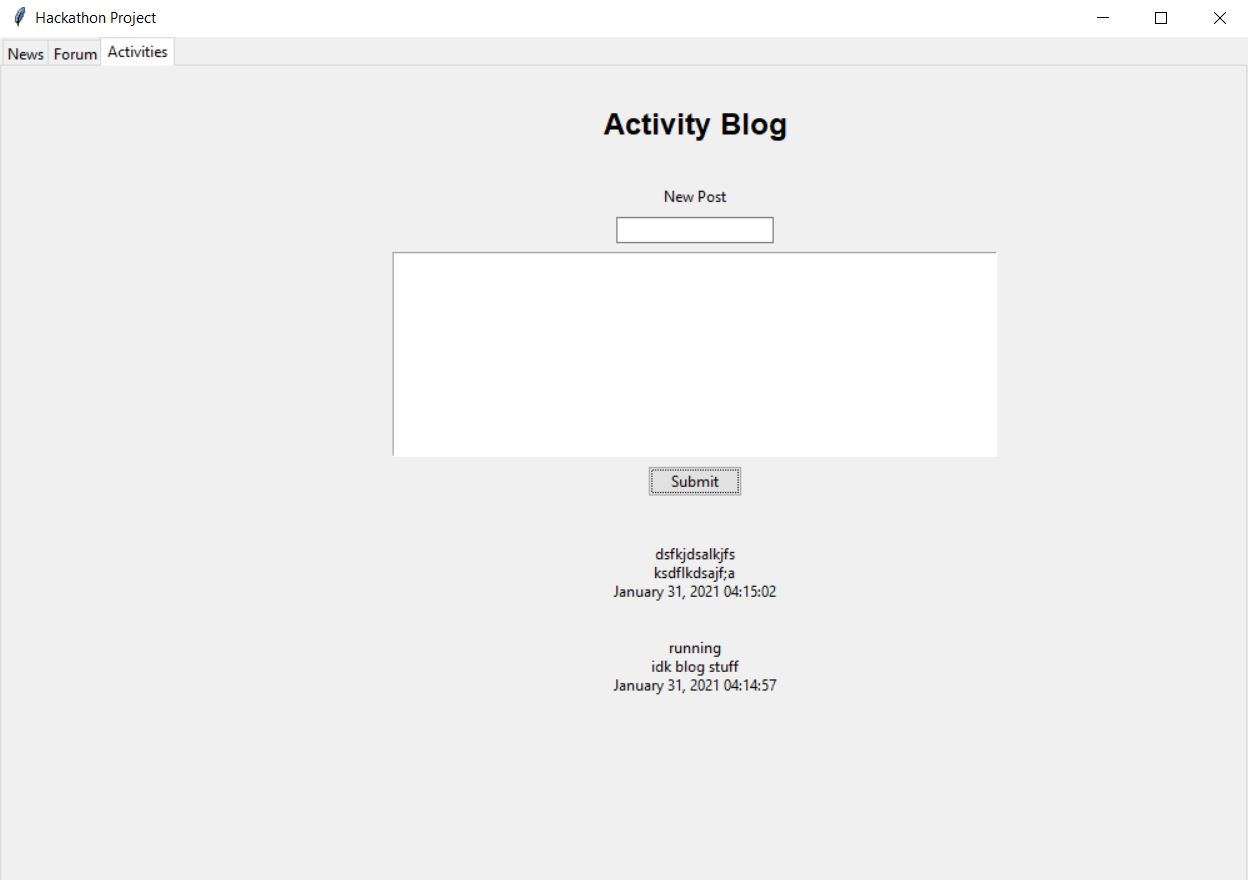 Hackathon Project
News Forum Activities
Activity Blog
New Post
Submit
dsfkjdsalkjfs
ksdflkdsajf;a
January 31, 2021 04:15:02
running
idk blog stuff
January 31, 2021 04:14:57